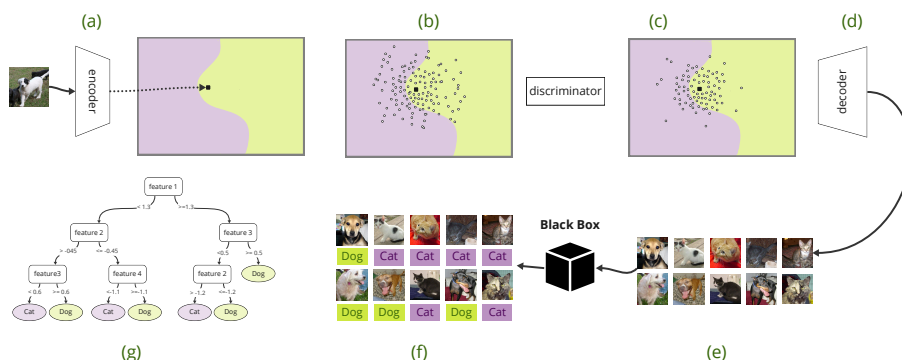 (a)
(b)
(c)
(d)
encoder
discriminator
decoder
feature 1
< 1.3
>=1.3
feature 2
feature 3
> -045
<= -0.45
<0.5
>= 0.5
feature3
feature 4
feature 2
Dog
< 0.6
>= 0.6
<-1.1
>=-1.1
> -1.2
<=-1.2
Cat
Dog
Cat
Dog
Cat
Dog
Black Box
Dog Cat Cat Cat Cat
Dog Dog Cat Dog Cat
(g)
(f)
(e)